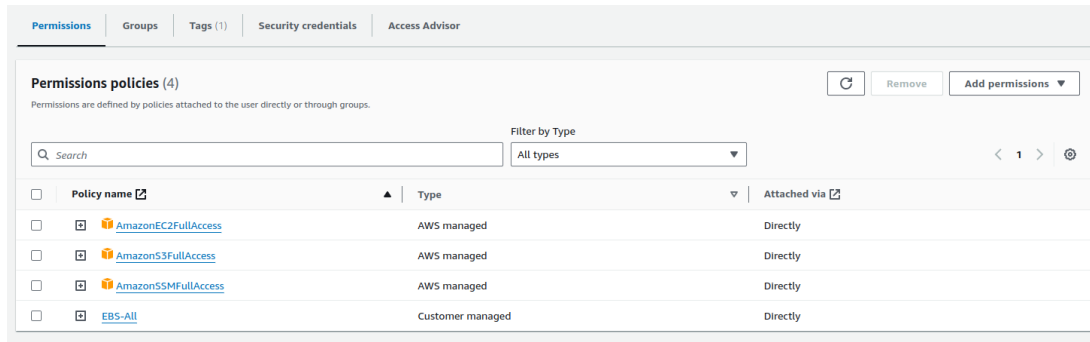 Permissions Groups Tags (1) Security credentials Access Advisor
Permissions policies (4)
Remove
Add permissions
Permissions are defined by policies attached to the user directly or through groups.
Filter by Type
Search
All types
1
Policy name Type Attached via
AmazonEC2FullAccess AWS managed Directly
AmazonS3FullAccess AWS managed Directly
AmazonSSMFullAccess AWS managed Directly
EBS-All Customer managed Directly